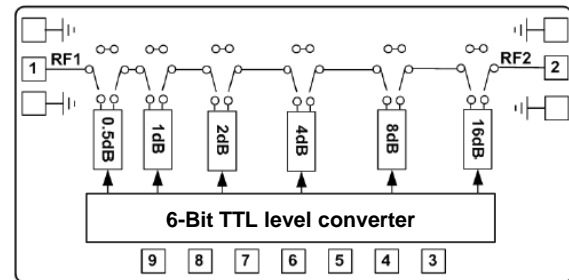 1 RF1 RF2 2
0.5dB 1dB 2dB 4dB 8dB 16dB
6-Bit TTL level converter
9 8 7 6 5 4 3